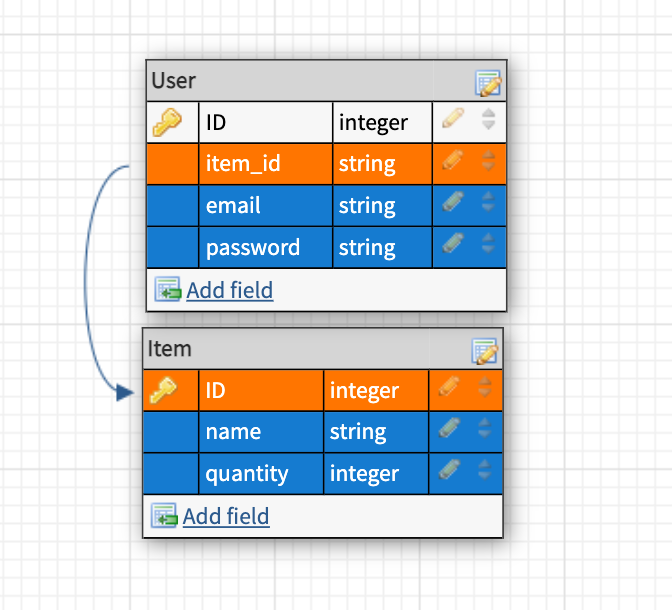 User
ID integer
item_id string
email string
password string
Add field
Item
ID integer
name string
quantity integer
Add field